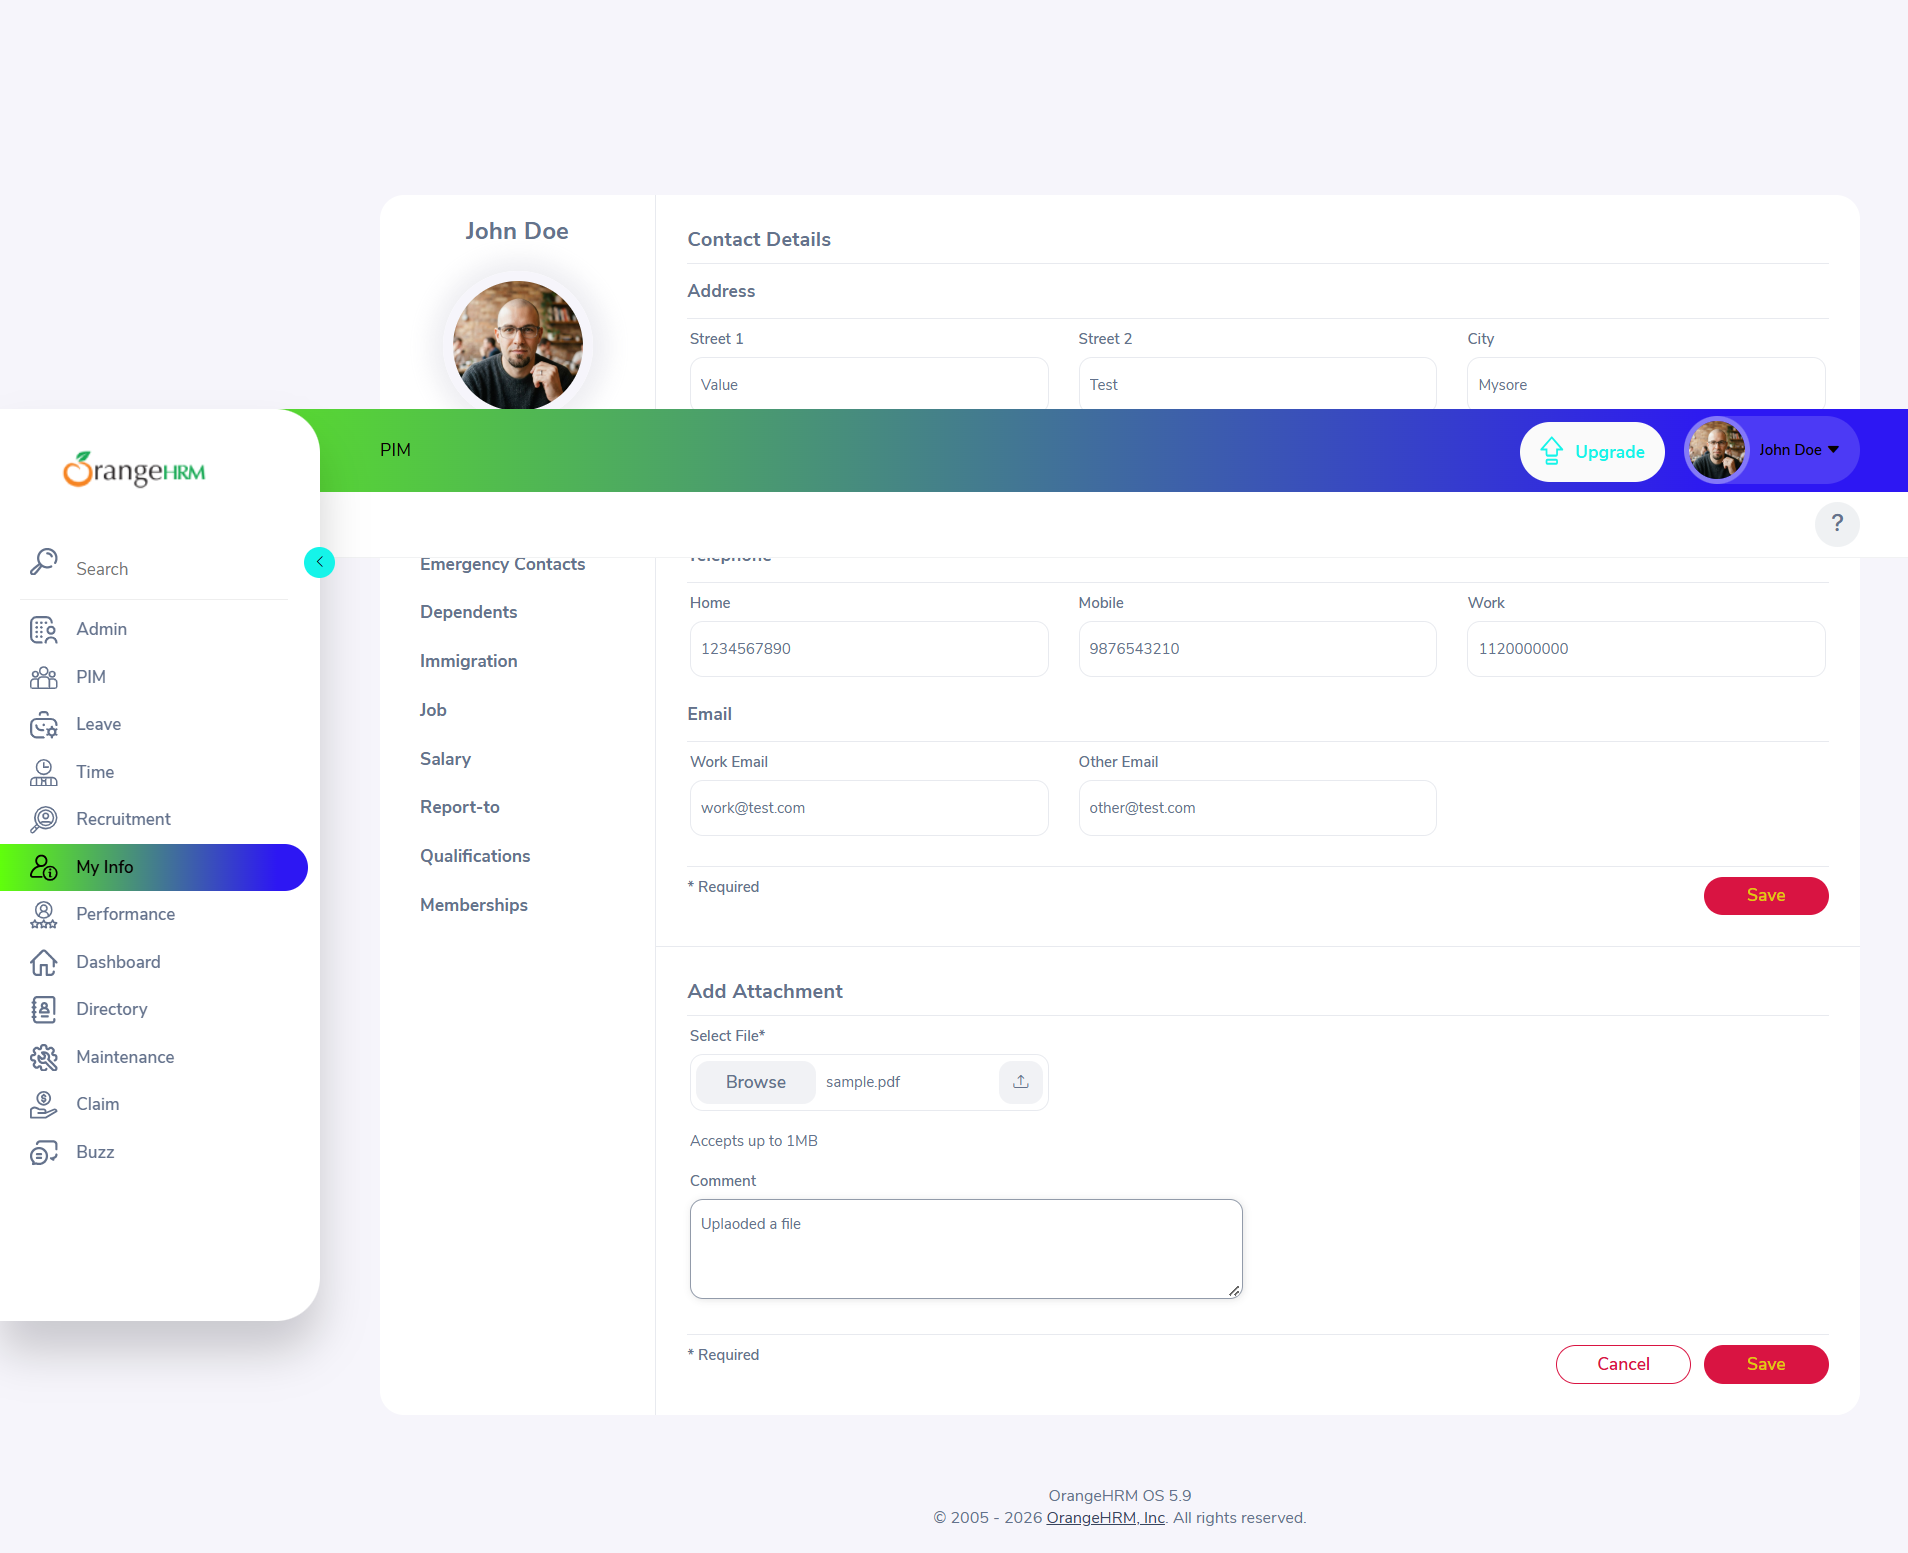 John Doe
Contact Details
Address
Street 1
Street 2
City
Value
Test
Mysore
OrangeHRM
PIM
Upgrade
John Doe
?
Search
Admin
PIM
Leave
Time
Recruitment
My Info
Performance
Dashboard
Directory
Maintenance
Claim
Buzz
Emergency Contacts
Dependents
Immigration
Job
Salary
Report-to
Qualifications
Memberships
Telephone
Home
Mobile
Work
1234567890
9876543210
1120000000
Email
Work Email
Other Email
work@test.com
other@test.com
* Required
Save
Add Attachment
Select File*
Browse
sample.pdf
Accepts up to 1MB
Comment
Uplaoded a file
* Required
Cancel
Save
OrangeHRM OS 5.9
© 2005 - 2026 OrangeHRM, Inc. All rights reserved.